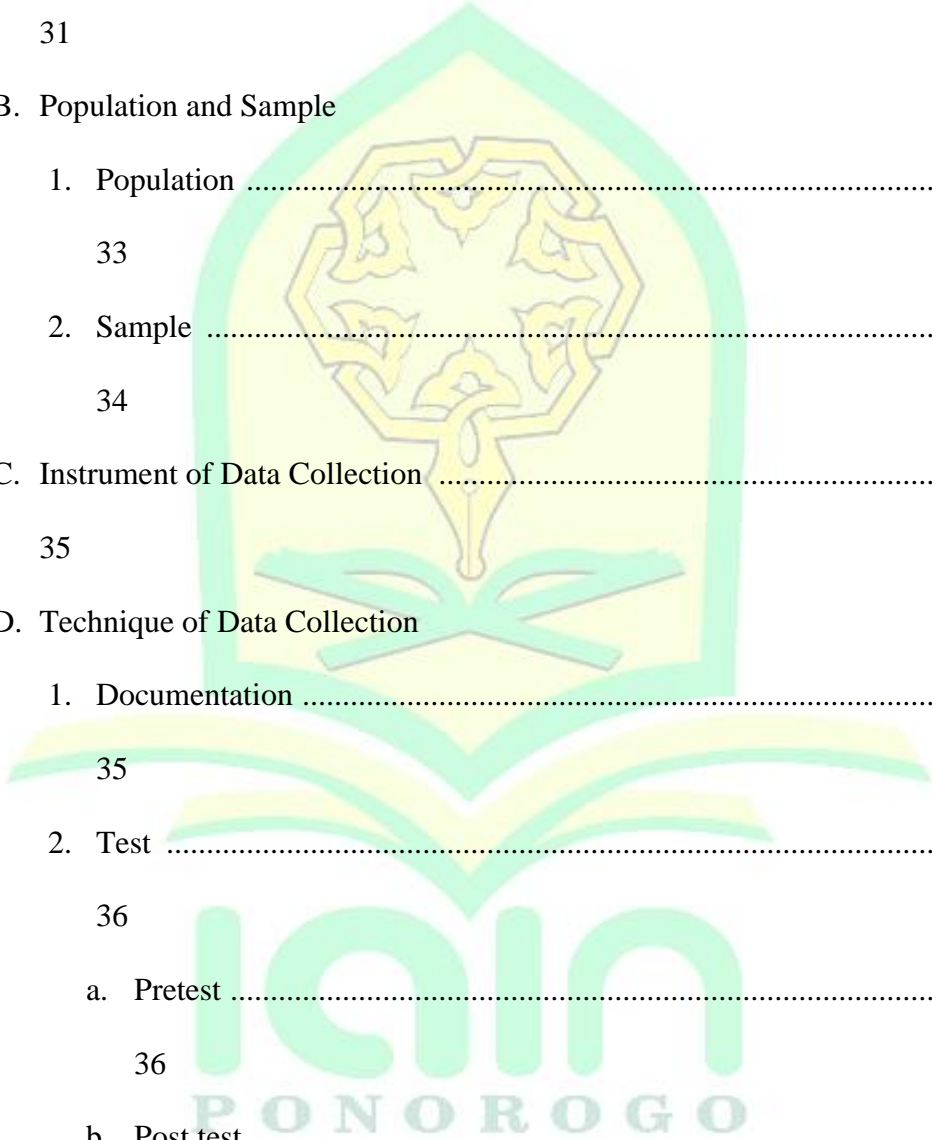 31
B. Population and Sample
1. Population ........................................................................................
33
2. Sample .............................................................................................
34
C. Instrument of Data Collection ...............................................................
35
D. Technique of Data Collection
1. Documentation .................................................................................
35
2. Test ..................................................................................................
36
a. Pretest ...........................................................................................
36
b. Post test
iain
PONOROGO